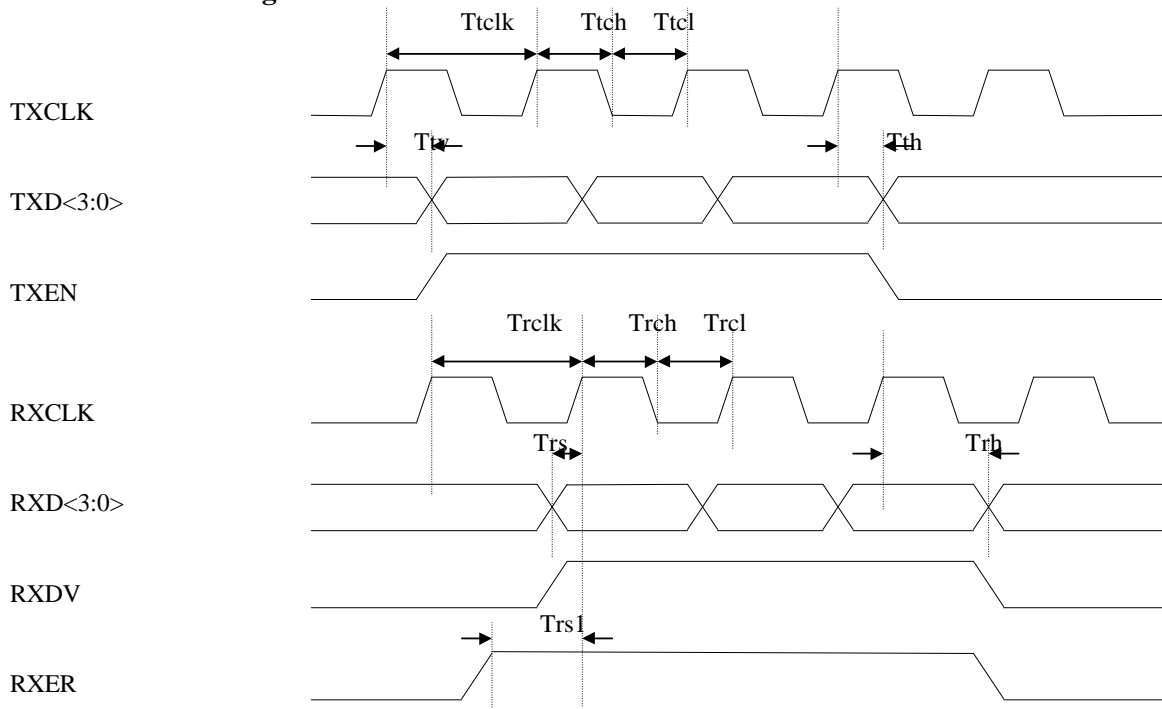 Ttclk Ttch Ttcl
TXCLK
Ttv Tth
TXD<3:0>
TXEN
Trclk Trch Trcl
RXCLK
Trs Trh
RXD<3:0>
RXDV
Trs1
RXER